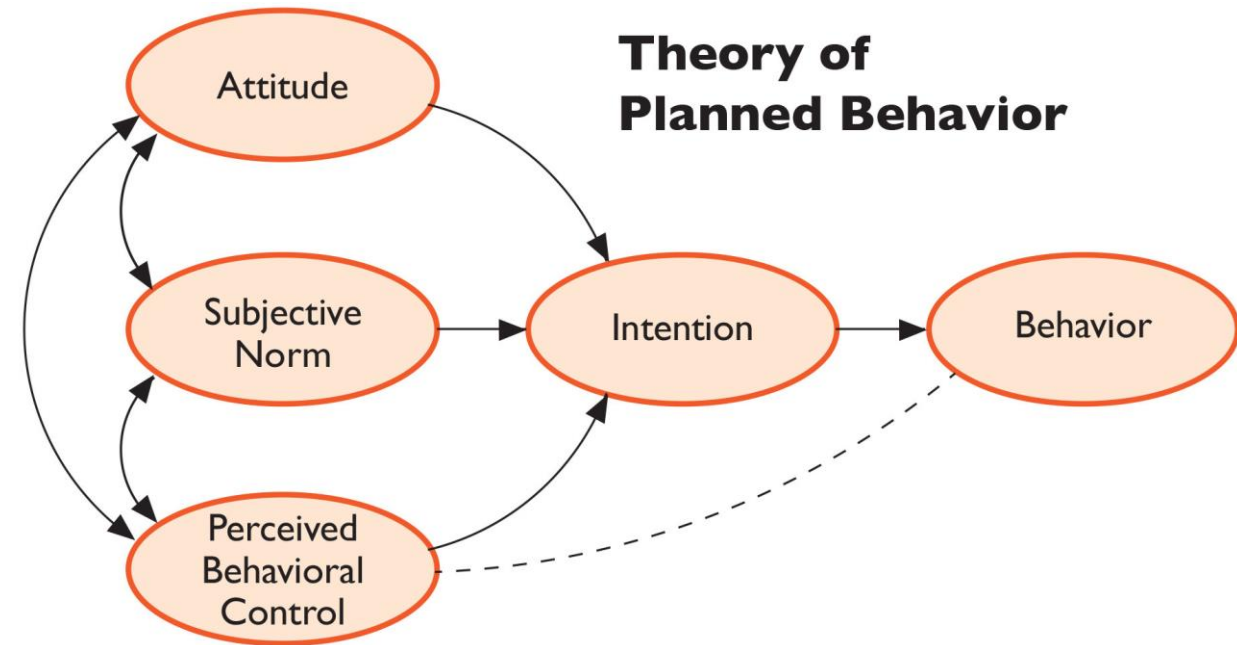 Theory of
Planned Behavior
Attitude
Subjective
Norm
Perceived
Behavioral
Control
Intention
Behavior